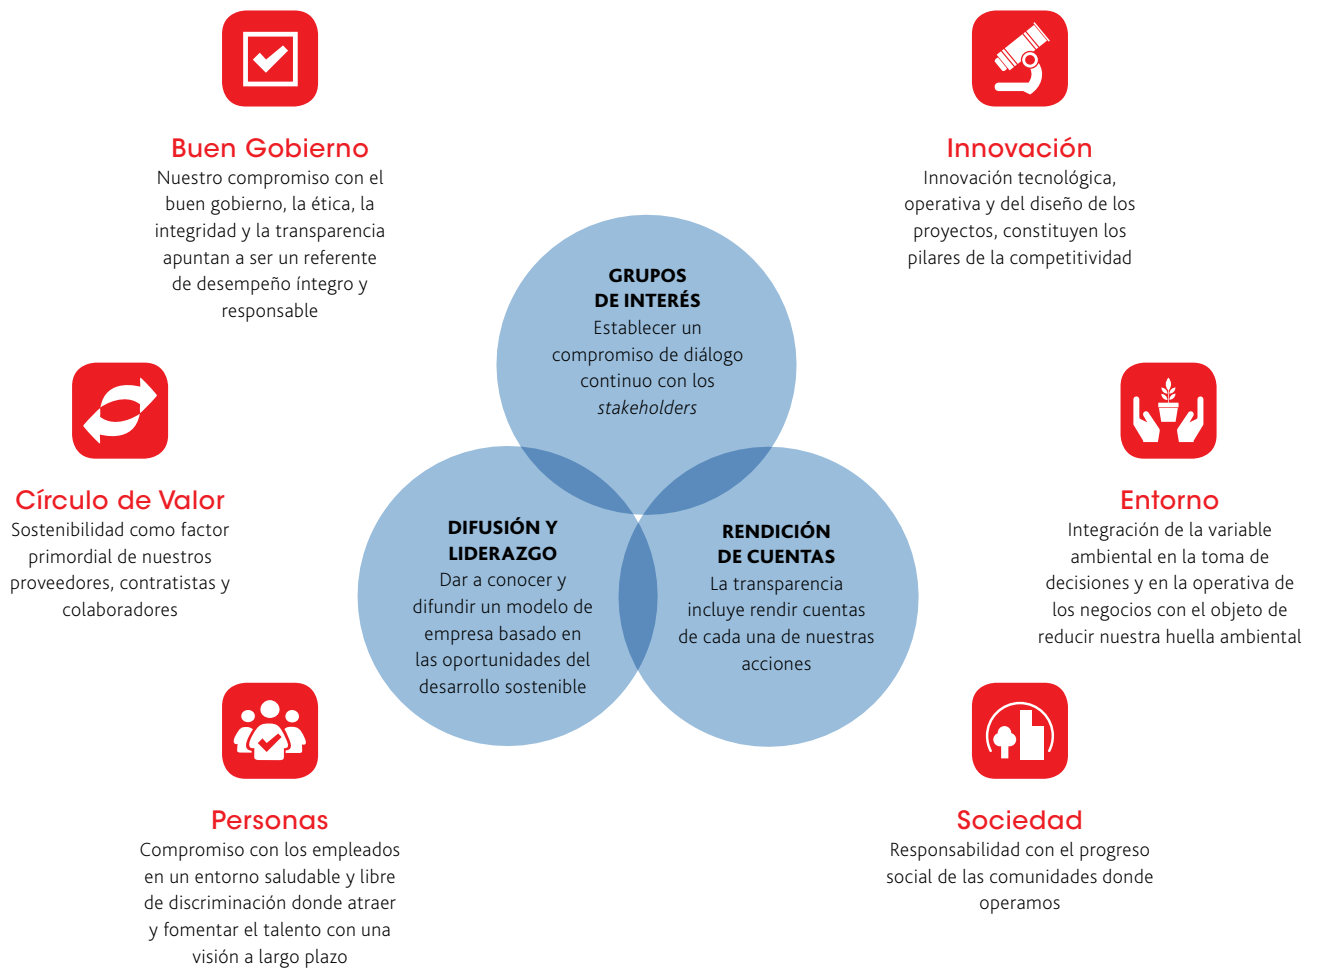 Buen Gobierno
Nuestro compromiso con el
buen gobierno, la ética, la
integridad y la transparencia
apuntan a ser un referente
de desempeño íntegro y
responsable
Innovación
Innovación tecnológica,
operativa y del diseño de los
proyectos, constituyen los
pilares de la competitividad
GRUPOS
DE INTERÉS
Establecer un
compromiso de diálogo
continuo con los
stakeholders
Círculo de Valor
Sostenibilidad como factor
primordial de nuestros
proveedores, contratistas y
colaboradores
DIFUSIÓN Y
LIDERAZGO
Dar a conocer y
difundir un modelo de
empresa basado en
las oportunidades del
desarrollo sostenible
RENDICIÓN
DE CUENTAS
La transparencia
incluye rendir cuentas
de cada una de nuestras
acciones
Entorno
Integración de la variable
ambiental en la toma de
decisiones y en la operativa de
los negocios con el objeto de
reducir nuestra huella ambiental
Personas
Compromiso con los empleados
en un entorno saludable y libre
de discriminación donde atraer
y fomentar el talento con una
visión a largo plazo
Sociedad
Responsabilidad con el progreso
social de las comunidades donde
operamos